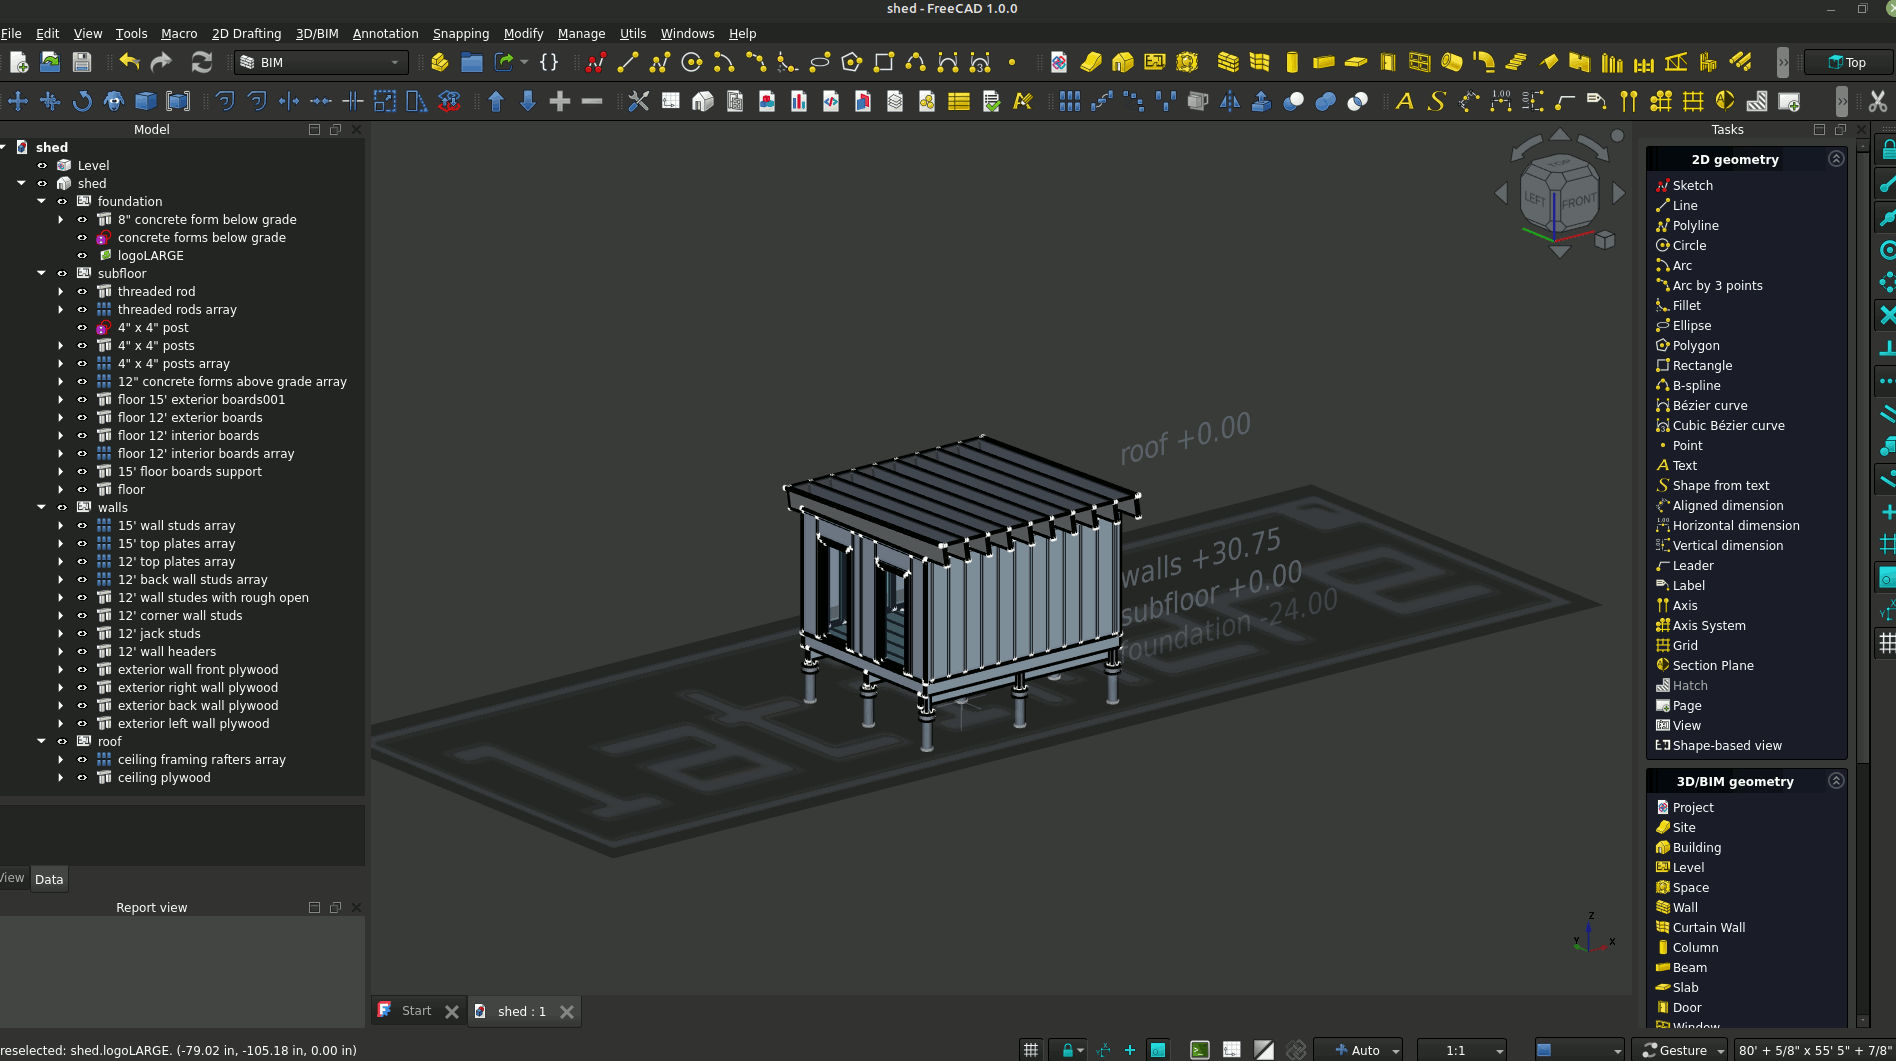 shed - FreeCAD 1.0.0
File Edit View Tools Macro 2D Drafting 3D/BIM Annotation Snapping Modify Manage Utils Windows Help
BIM
Top
Model
shed
Level
shed
foundation
8" concrete form below grade
concrete forms below grade
logoLARGE
subfloor
threaded rod
threaded rods array
4" x 4" post
4" x 4" posts
4" x 4" posts array
12" concrete forms above grade array
floor 15' exterior boards001
floor 12' exterior boards
floor 12' interior boards
floor 12' interior boards array
15' floor boards support
floor
walls
15' wall studs array
15' top plates array
12' top plates array
12' back wall studs array
12' wall studes with rough open
12' corner wall studs
12' jack studs
12' wall headers
exterior wall front plywood
exterior right wall plywood
exterior back wall plywood
exterior left wall plywood
roof
ceiling framing rafters array
ceiling plywood
View Data
Report view
TOP
LEFT FRONT
roof +0.00
walls +30.75
subfloor +0.00
foundation -24.00
Z
Y X
Start shed : 1
Tasks
2D geometry
Sketch
Line
Polyline
Circle
Arc
Arc by 3 points
Fillet
Ellipse
Polygon
Rectangle
B-spline
Bézier curve
Cubic Bézier curve
Point
Text
Shape from text
Aligned dimension
Horizontal dimension
Vertical dimension
Leader
Label
Axis
Axis System
Grid
Section Plane
Hatch
Page
View
Shape-based view
3D/BIM geometry
Project
Site
Building
Level
Space
Wall
Curtain Wall
Column
Beam
Slab
Door
Window
reselected: shed.logoLARGE. (-79.02 in, -105.18 in, 0.00 in)
Auto 1:1 Gesture 80' + 5/8" x 55' 5" + 7/8"